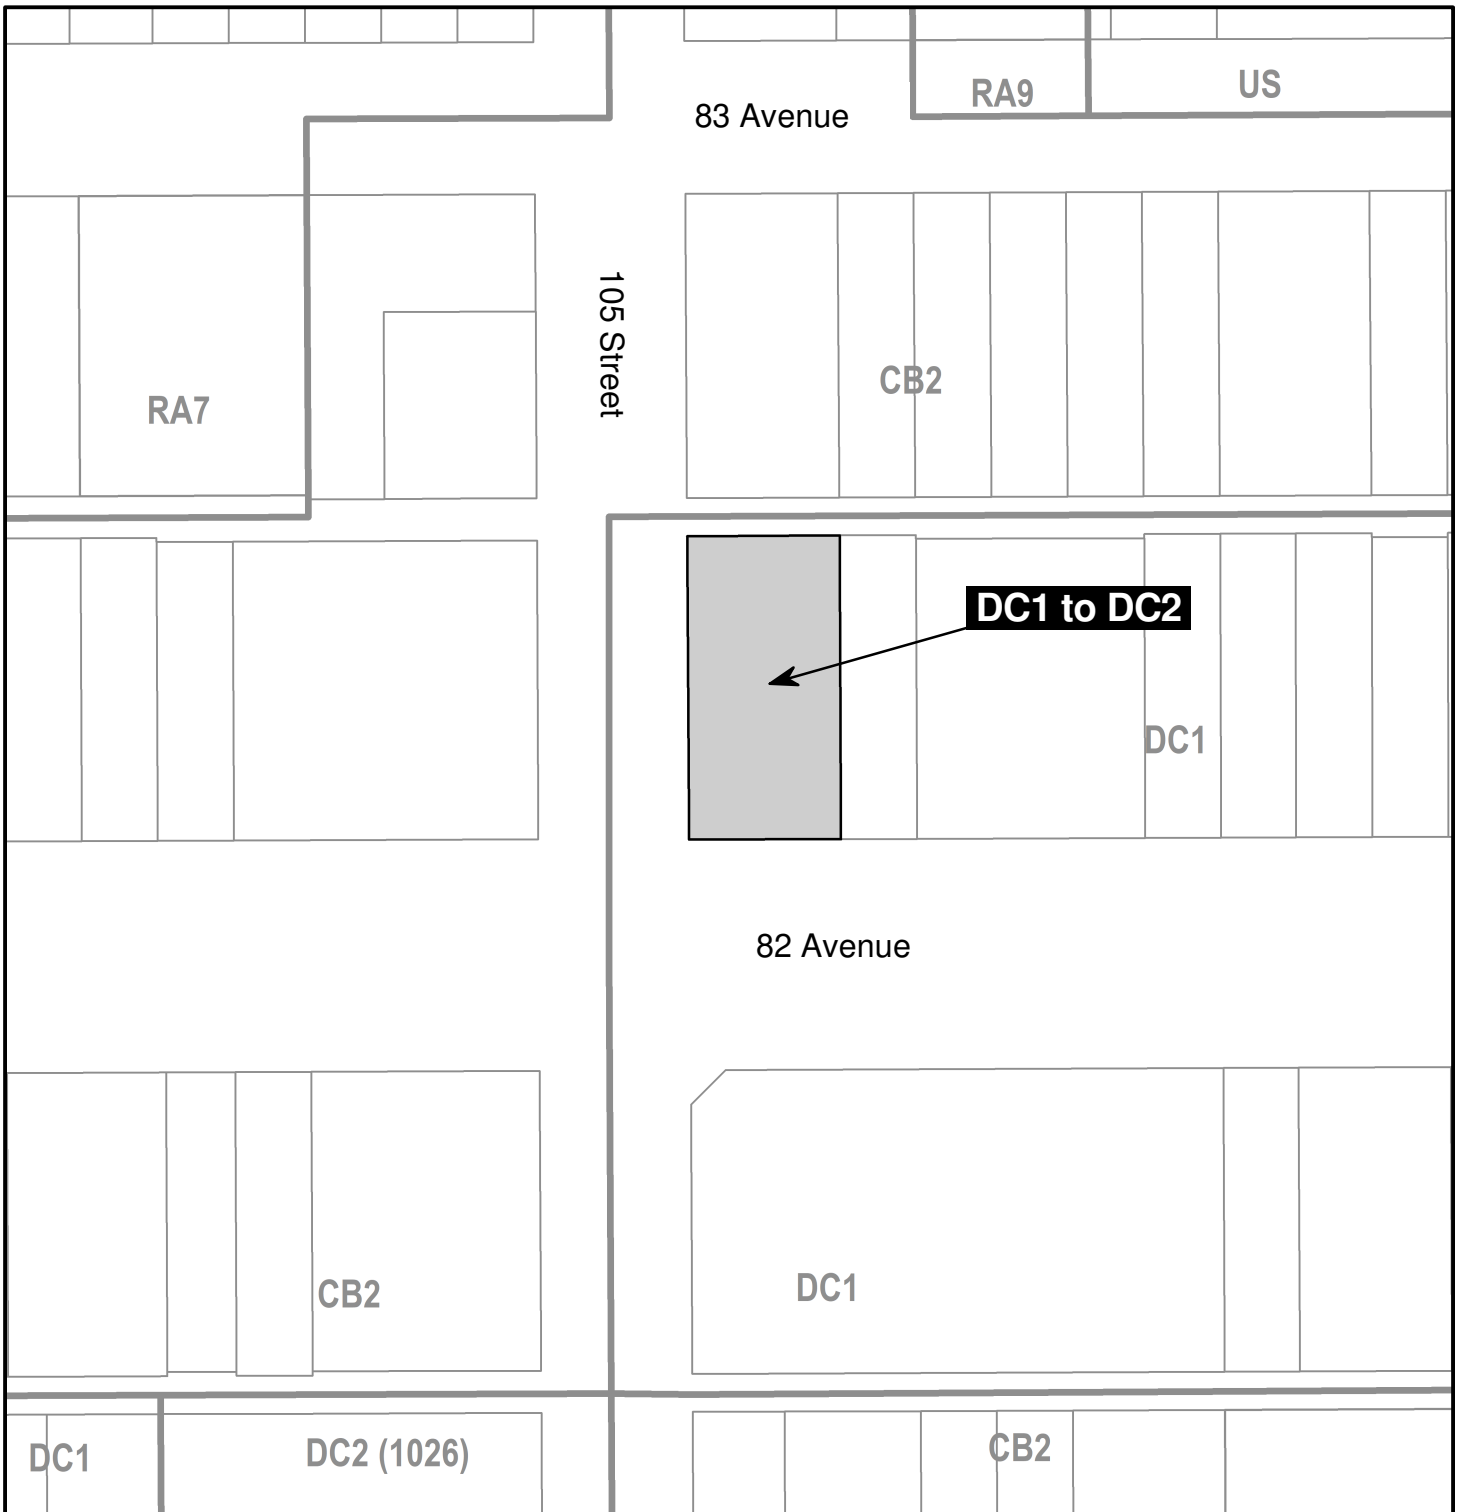 US
RA9
83 Avenue
105 Street
CB2
RA7
DC1 to DC2
DC1
82 Avenue
DC1
CB2
CB2
DC2 (1026)
DC1